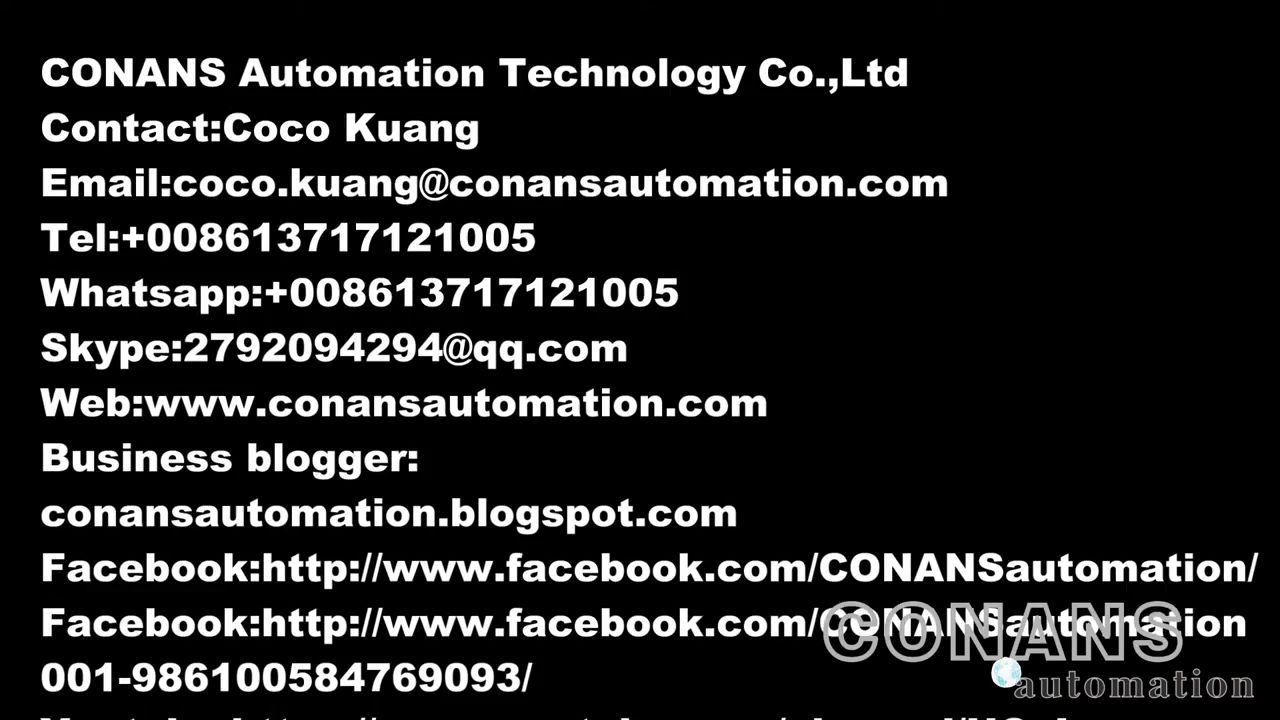 CONANS Automation Technology Co.,Ltd
Contact:Coco Kuang
Email:coco.kuang@conansautomation.com
Tel:+008613717121005
Whatsapp:+008613717121005
Skype:2792094294@qq.com
Web:www.conansautomation.com
Business blogger:
conansautomation.blogspot.com
Facebook:http://www.facebook.com/CONANSautomation/
Facebook:http://www.facebook.com/CONANSautomation
001-986100584769093/
CONANS
automation